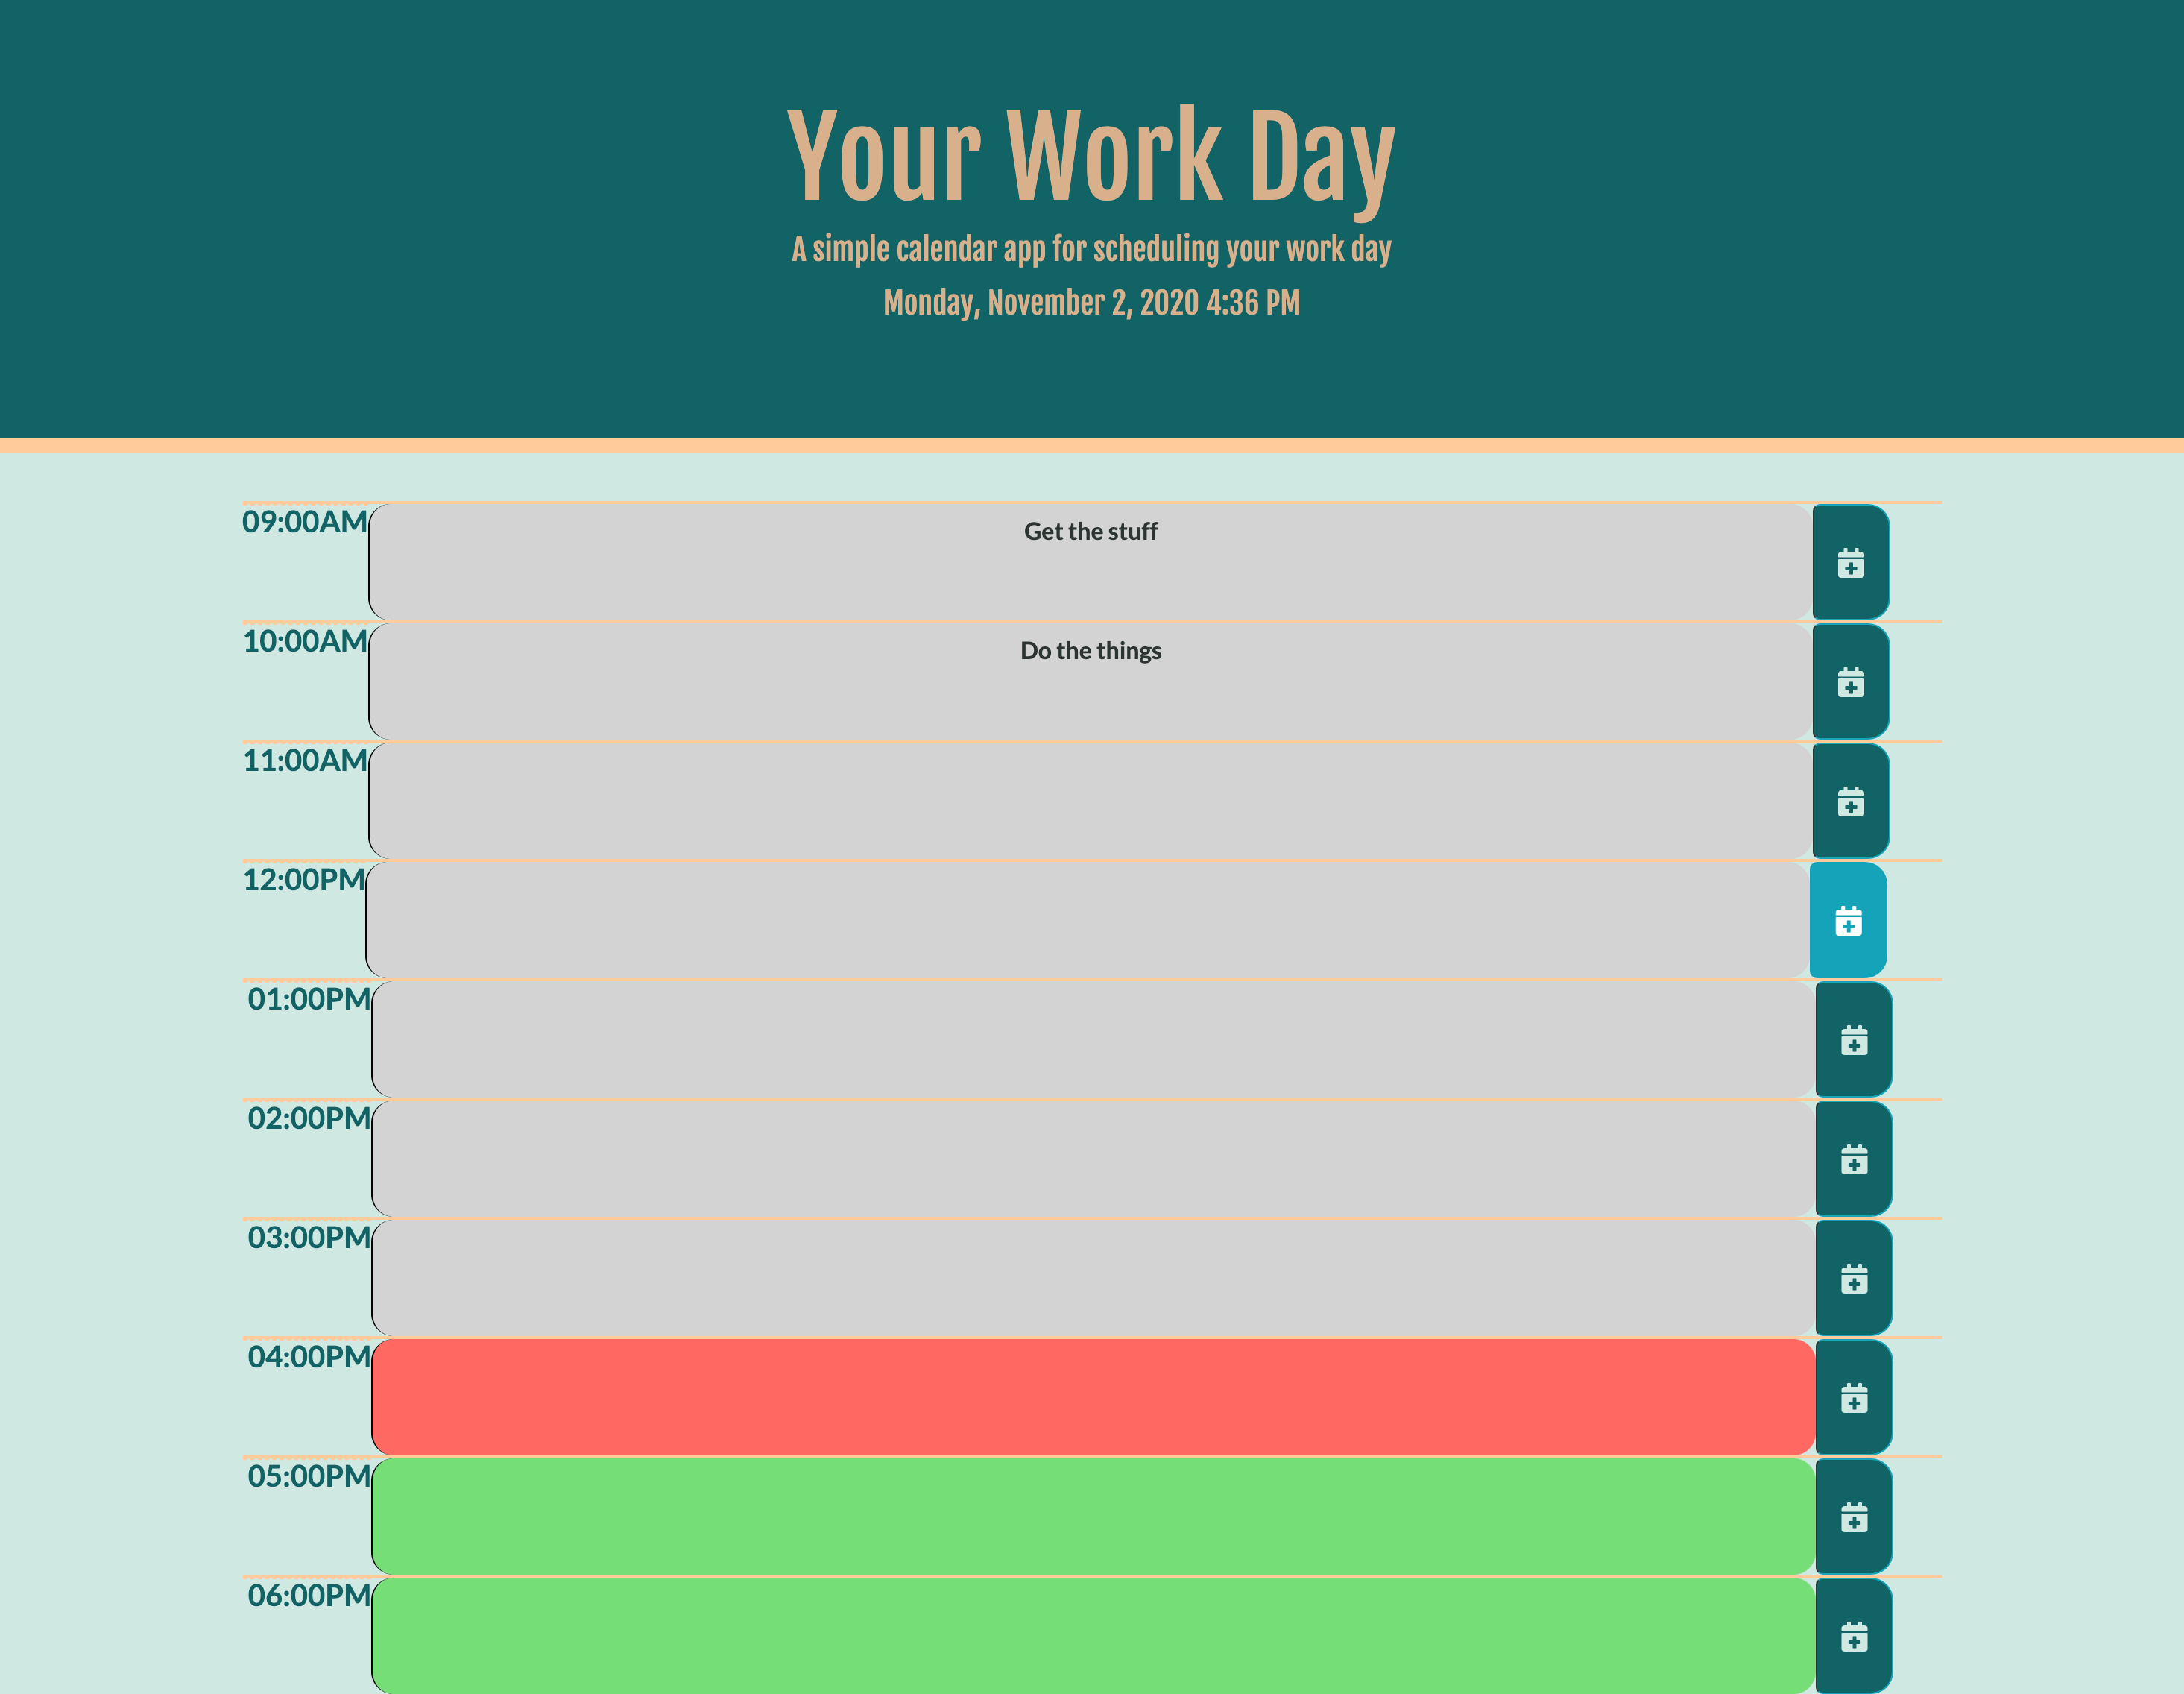 Your Work Day
A simple calendar app for scheduling your work day
Monday, November 2, 2020 4:36 PM
09:00AM Get the stuff
10:00AM Do the things
11:00AM
12:00PM
01:00PM
02:00PM
03:00PM
04:00PM
05:00PM
06:00PM